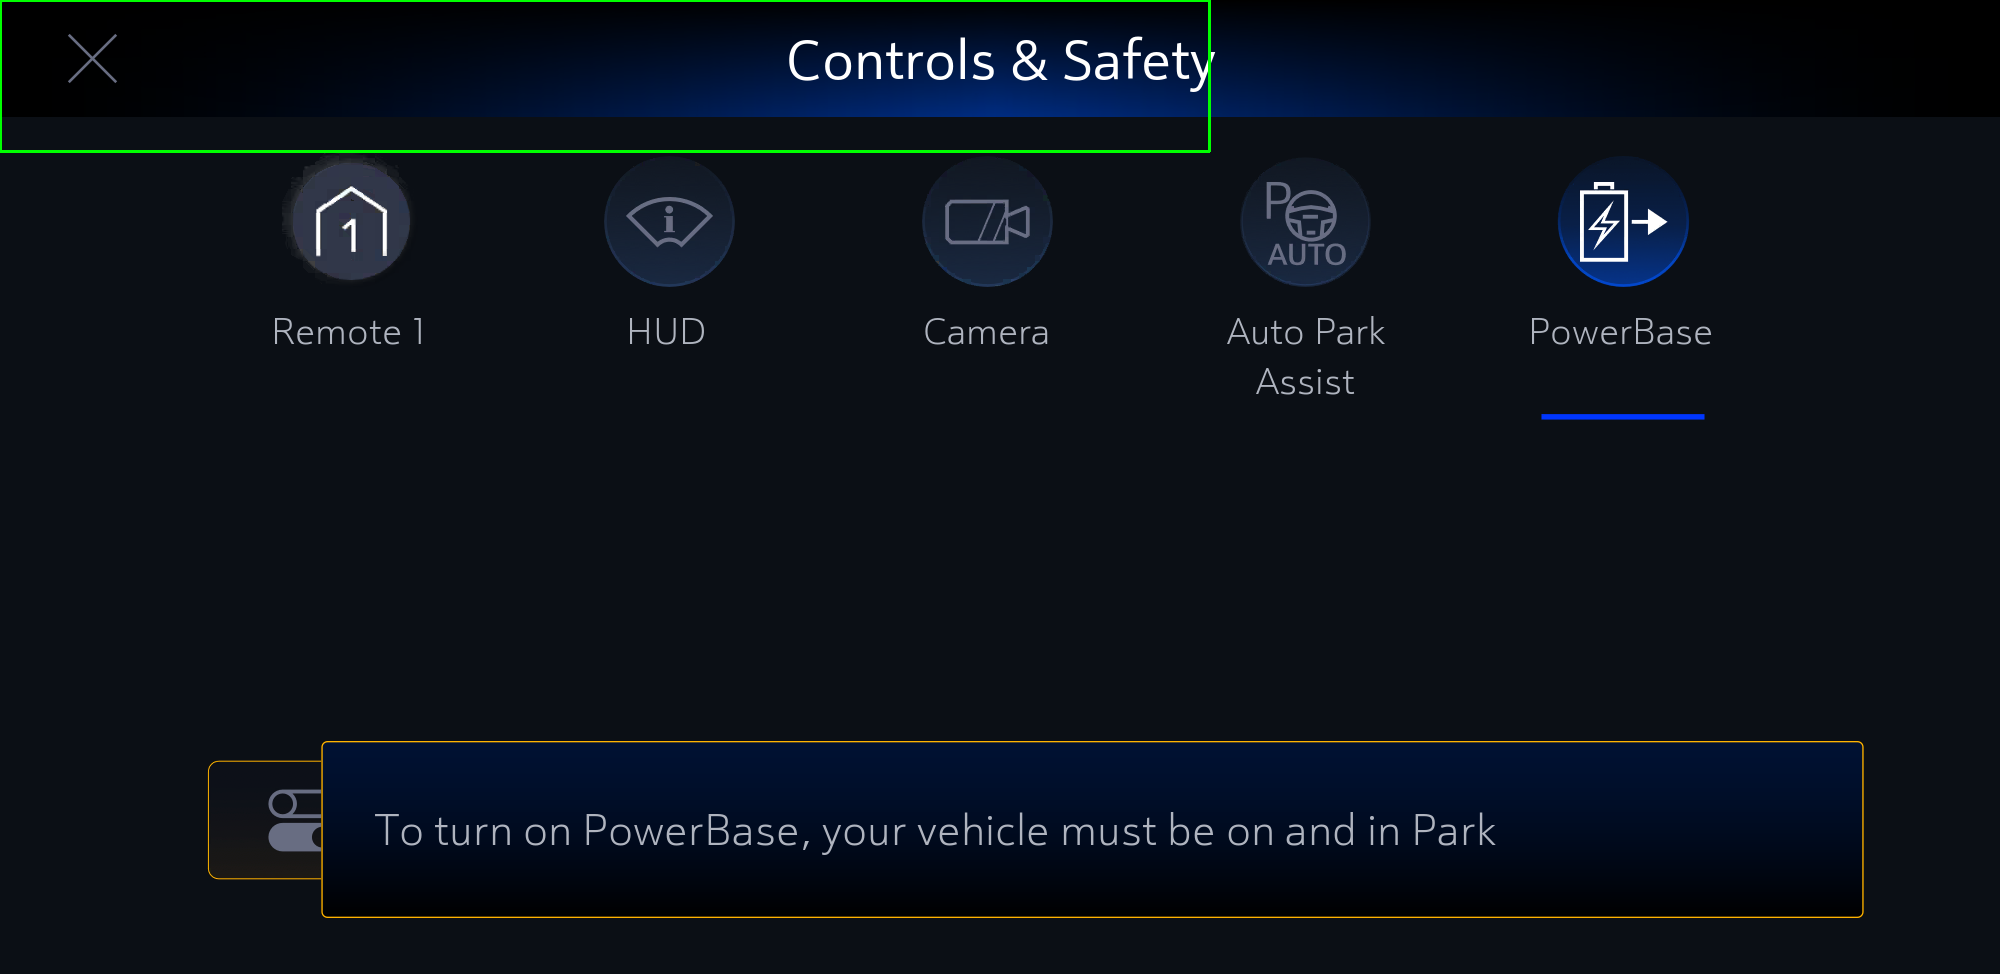 Controls & Safety
1
i
P
AUTO
Remote 1
HUD
Camera
Auto Park
Assist
PowerBase
To turn on PowerBase, your vehicle must be on and in Park